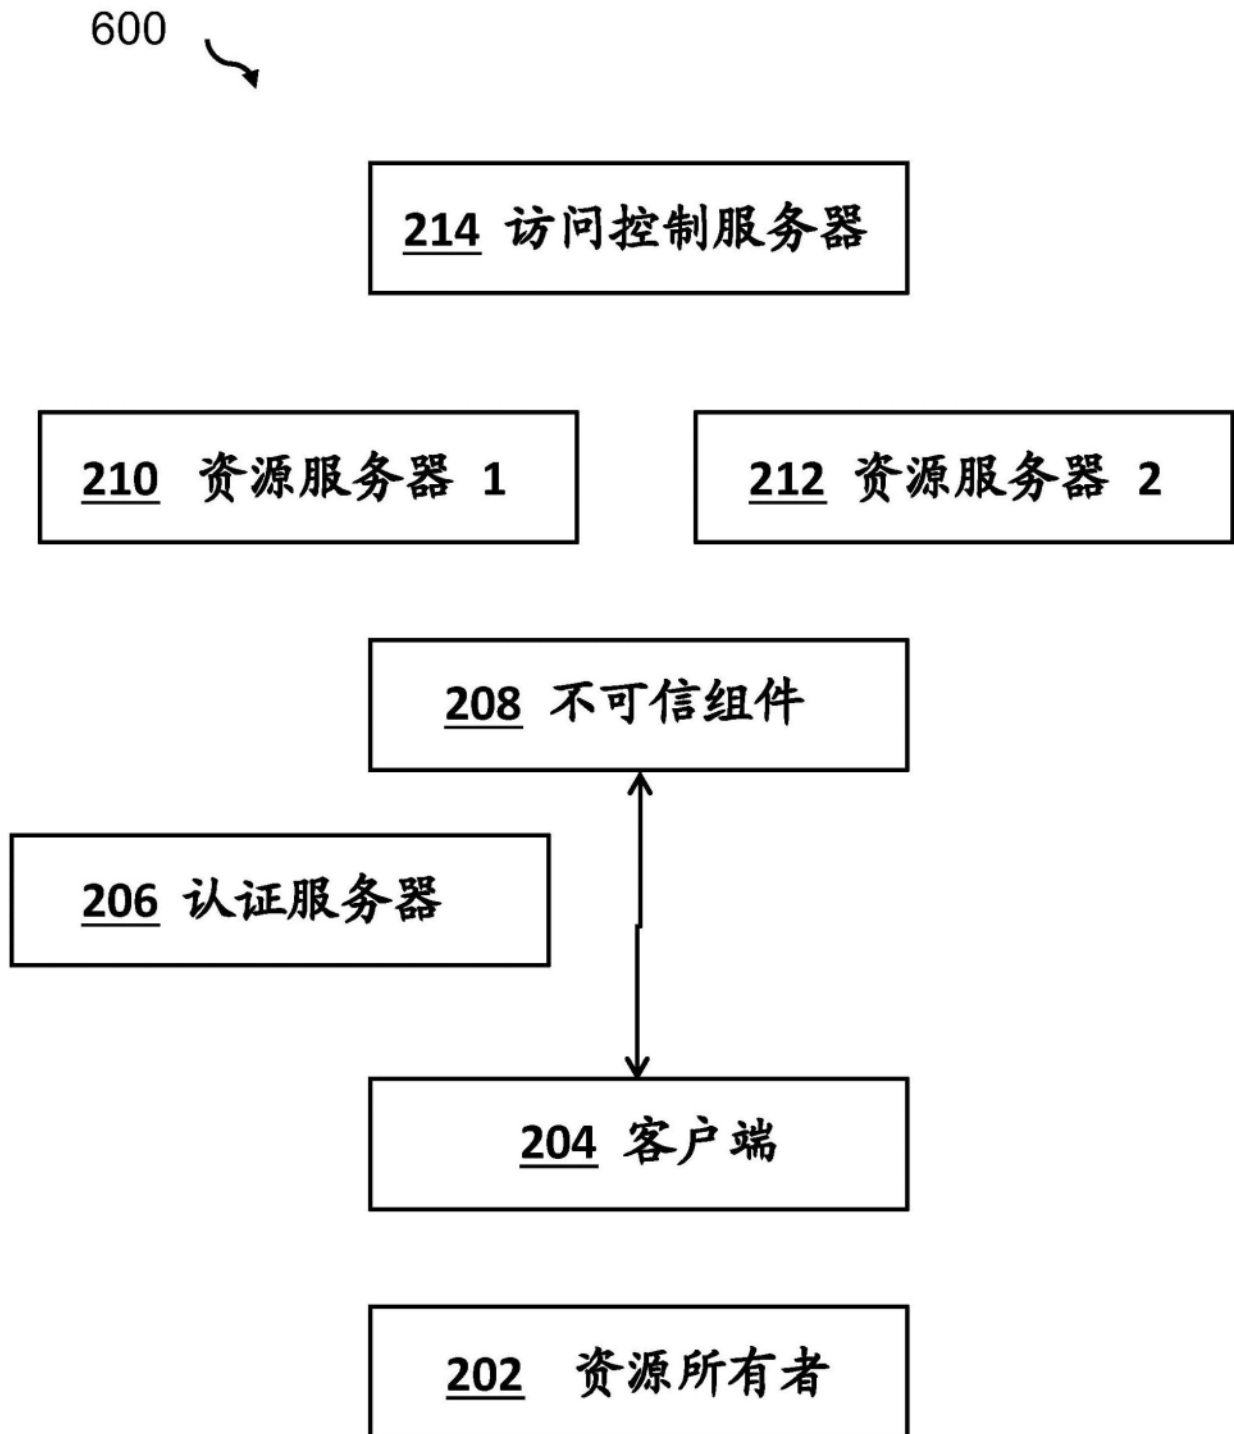 600
214 访问控制服务器
210 资源服务器 1
212 资源服务器 2
208 不可信组件
206 认证服务器
204 客户端
202 资源所有者